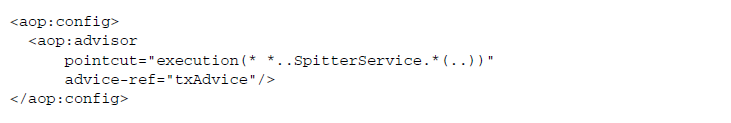 <aop:config>
  <aop:advisor
      pointcut="execution(* *..SpitterService.*(..))"
      advice-ref="txAdvice"/>
</aop:config>